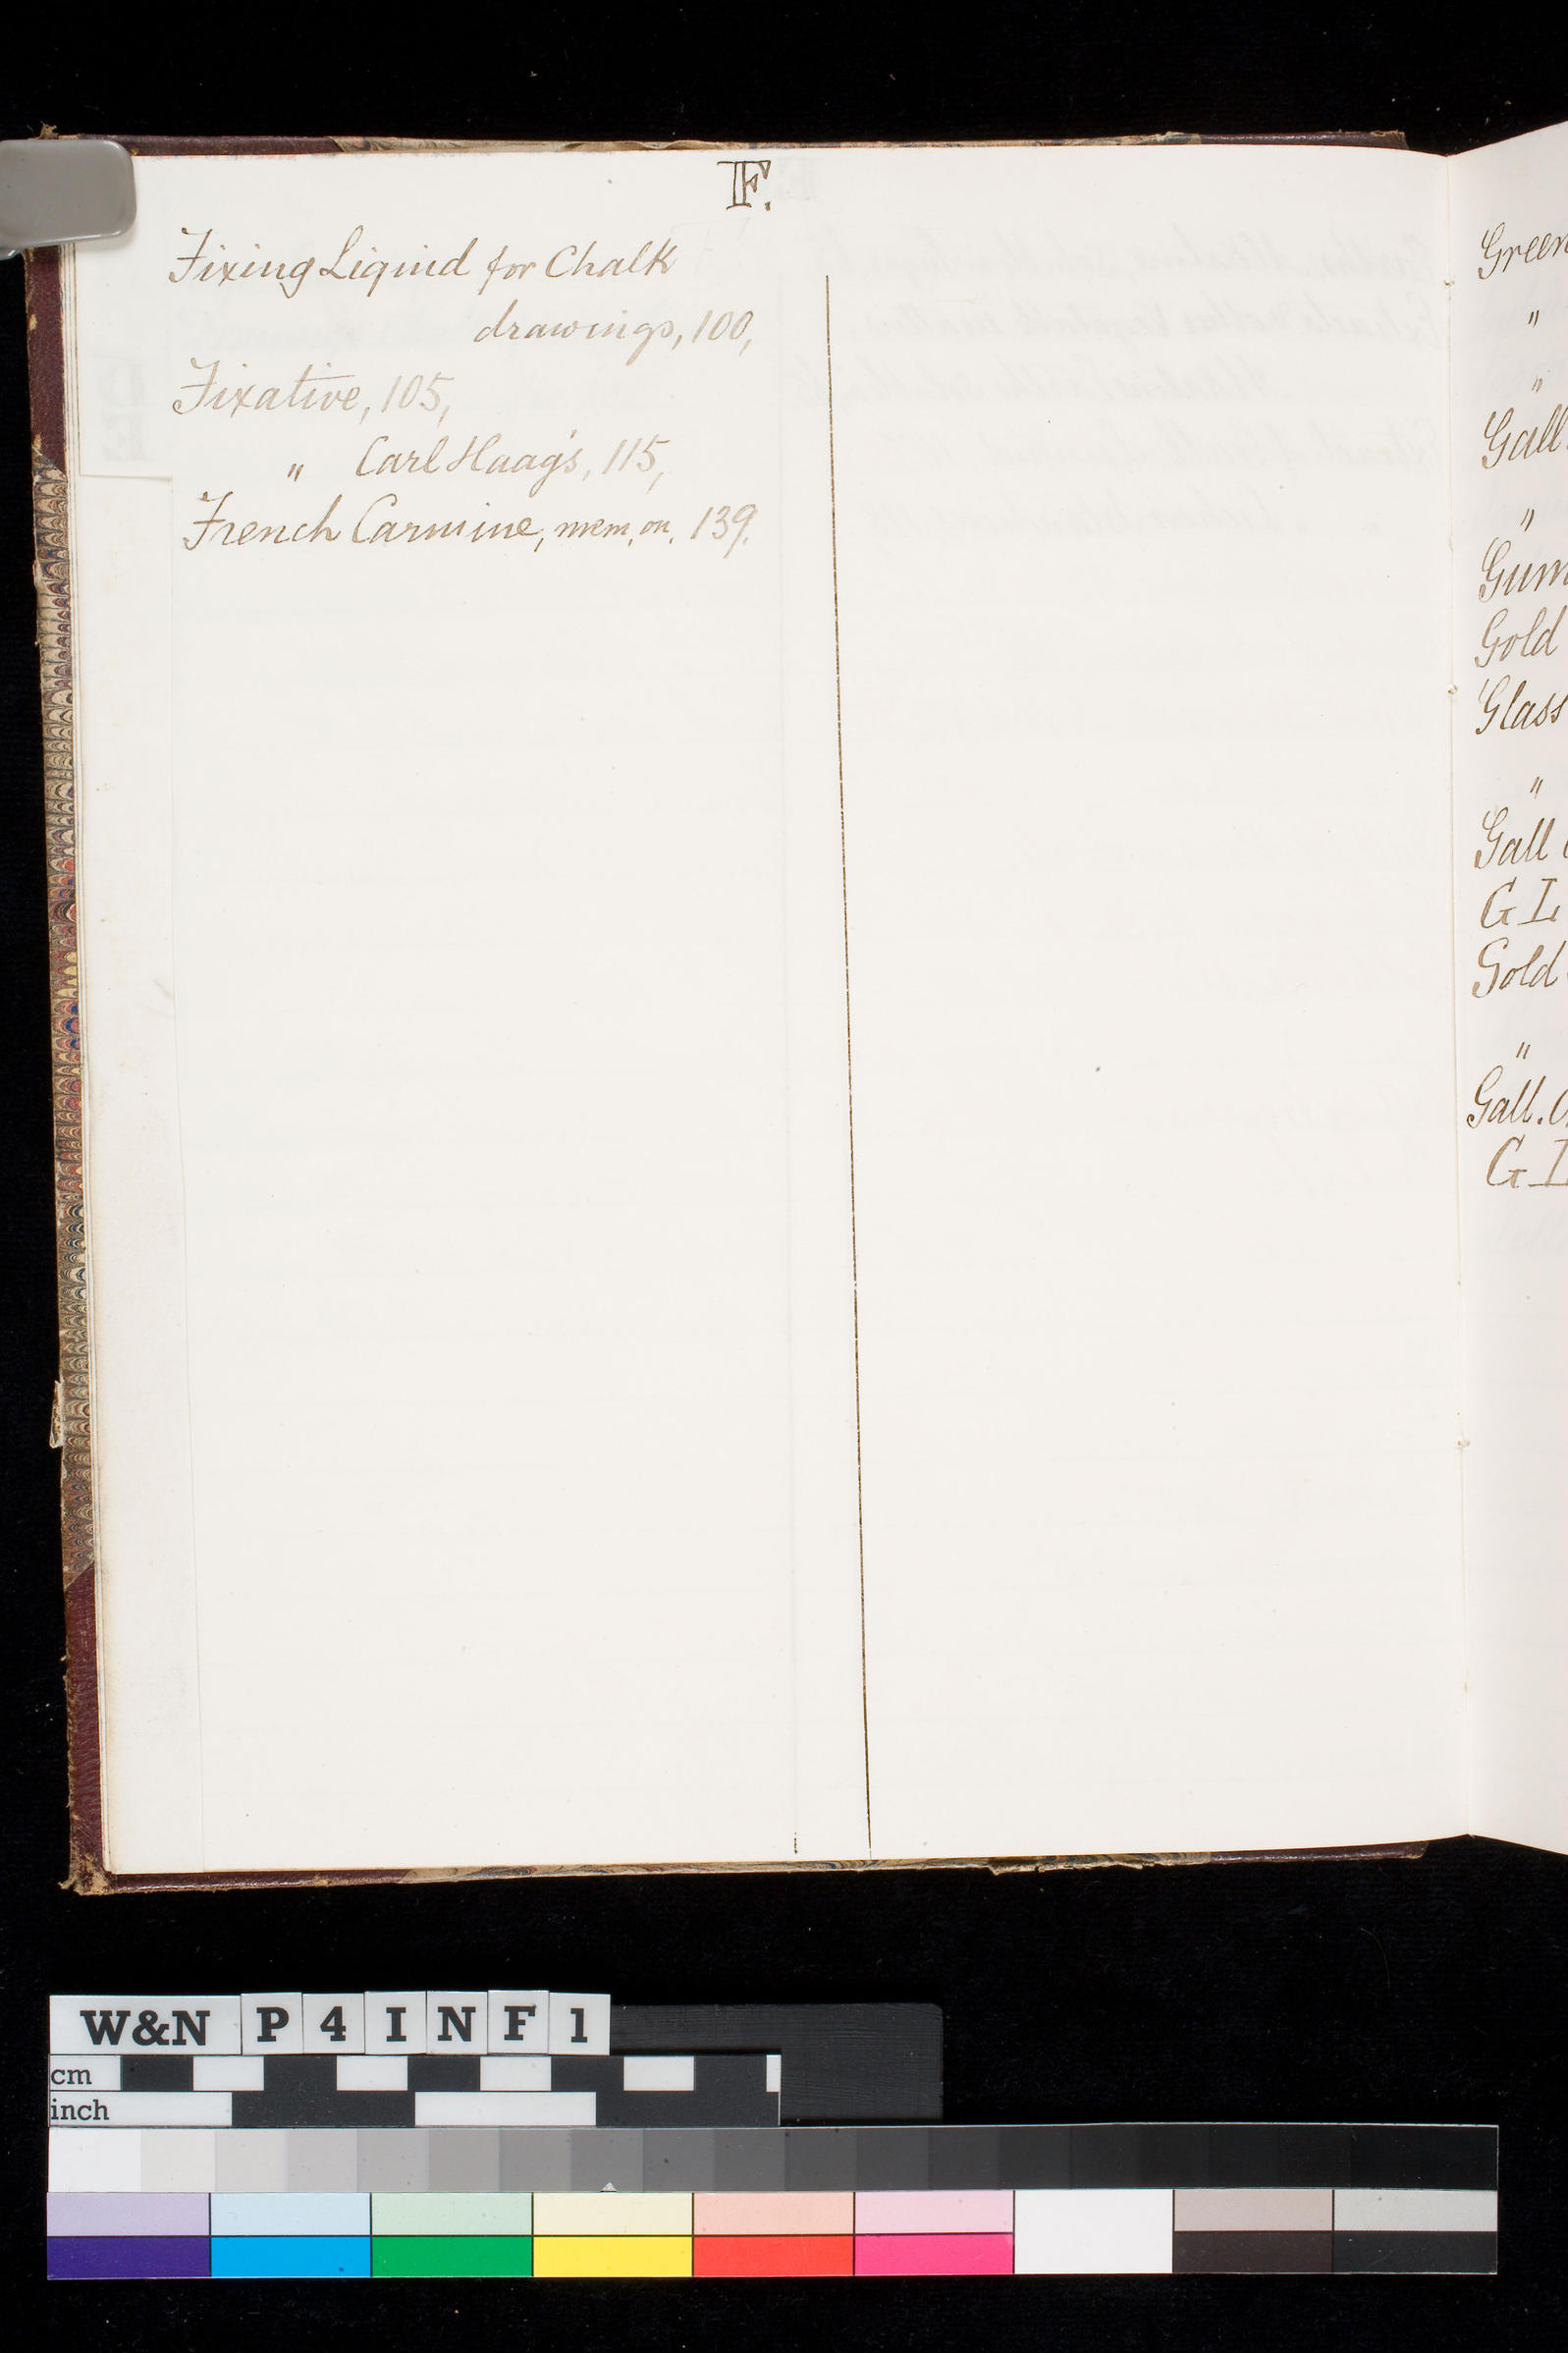 F.
Fixing Liquid for Chalk
drawings, 100,
Fixative, 105,
" Carl Haag's, 115,
French Carmine, mem, on, 139.
Green
"
"
Gall
"
Gum
Gold
Glass
"
Gall
G L
Gold
"
Gall.
G L
W&N P 4 I N F 1
cm
inch